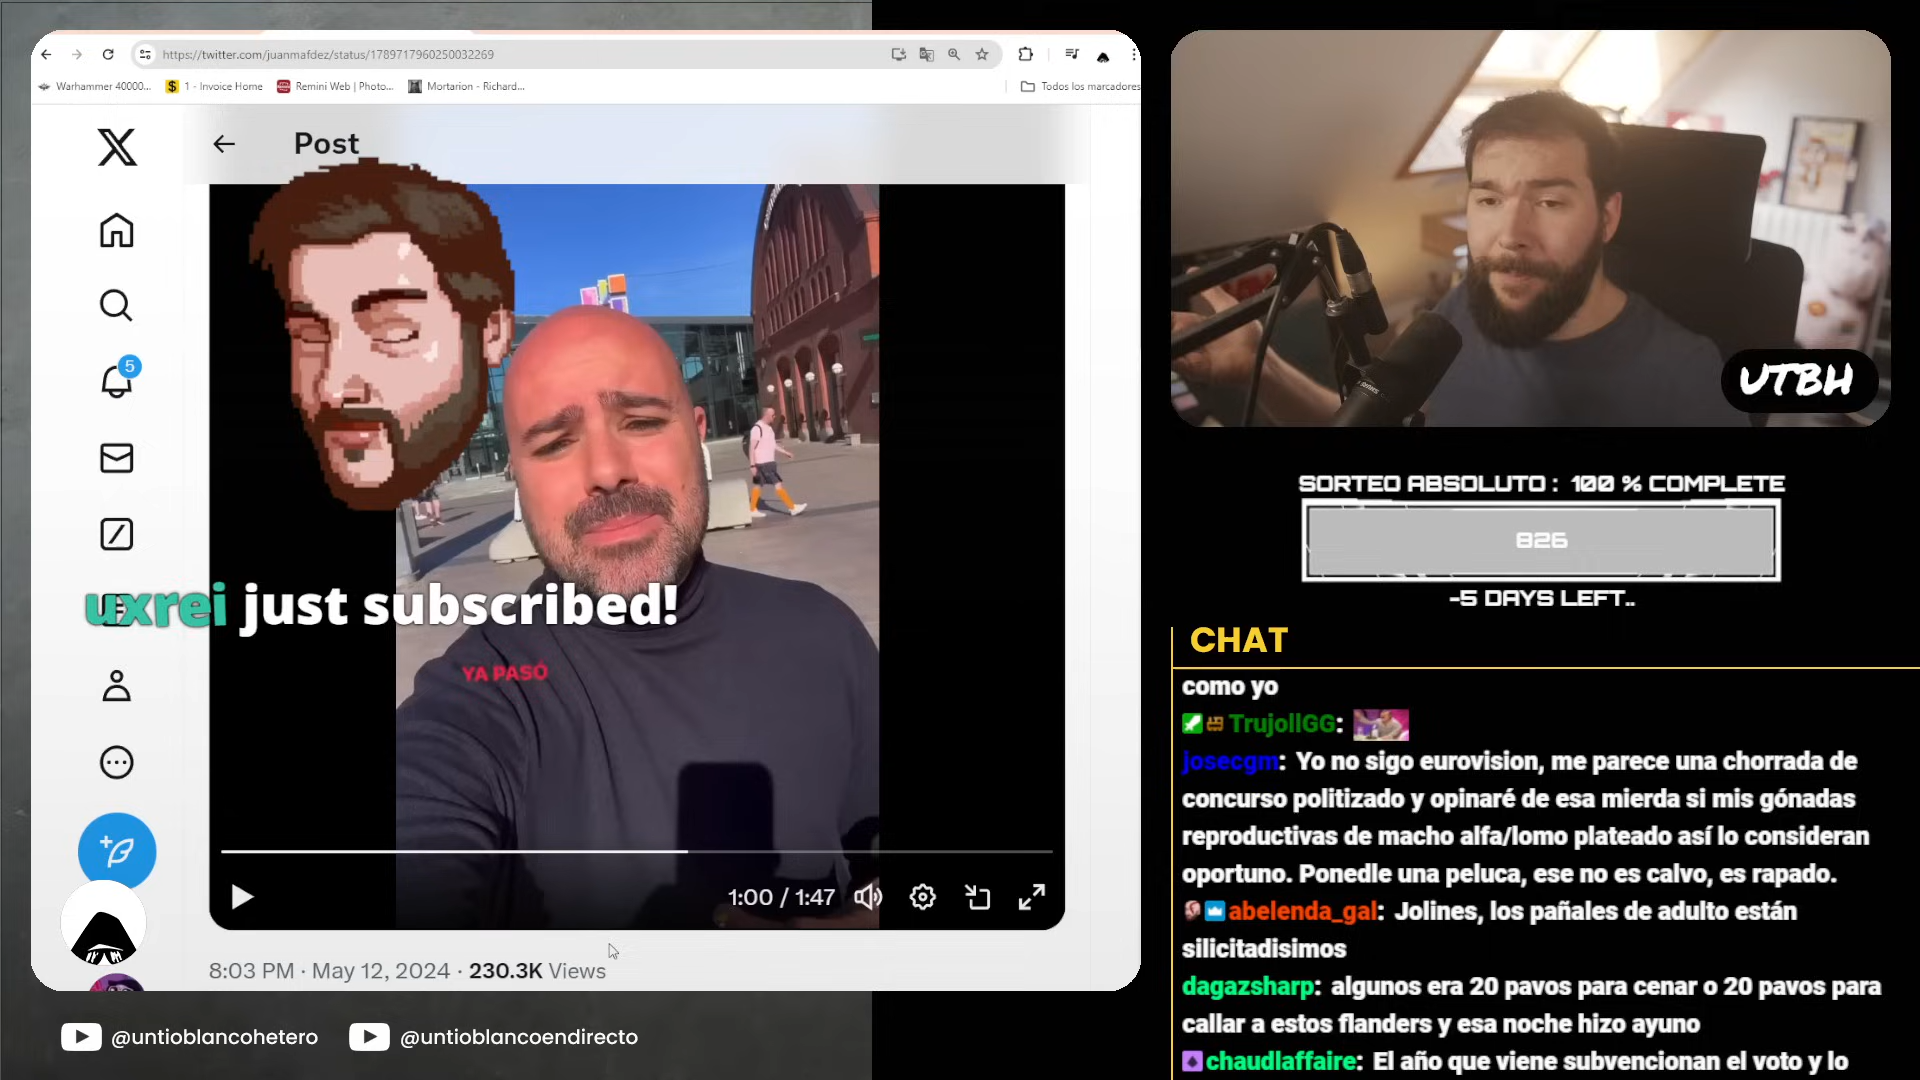 https://twitter.com/juanmafdez/status/1789717960250032269
Warhammer 40000...
1 - Invoice Home
Remini Web | Photo...
Mortarion - Richard...
Todos los marcadores
Post
5
uxrei just subscribed!
YA PASÓ
1:00 / 1:47
8:03 PM · May 12, 2024 · 230.3K Views
@untioblancohetero
@untioblancoendirecto
UTBH
SORTEO ABSOLUTO : 100 % COMPLETE
826
-5 DAYS LEFT..
CHAT
como yo
TrujollGG:
josecgm: Yo no sigo eurovision, me parece una chorrada de
concurso politizado y opinaré de esa mierda si mis gónadas
reproductivas de macho alfa/lomo plateado así lo consideran
oportuno. Ponedle una peluca, ese no es calvo, es rapado.
abelenda_gal: Jolines, los pañales de adulto están
silicitadisimos
dagazsharp: algunos era 20 pavos para cenar o 20 pavos para
callar a estos flanders y esa noche hizo ayuno
chaudlaffaire: El año que viene subvencionan el voto y lo